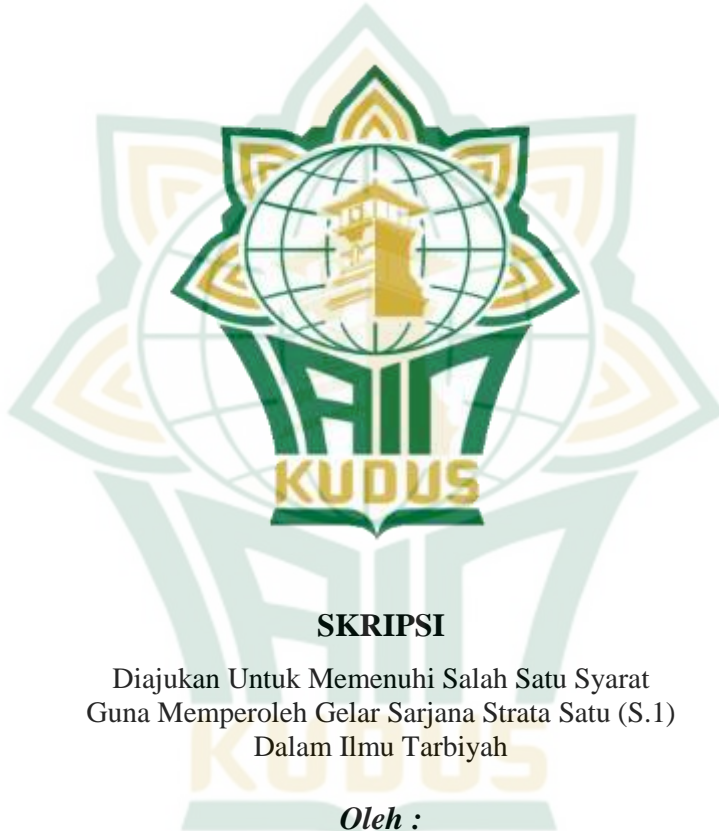 IAIN
KUDUS
SKRIPSI
Diajukan Untuk Memenuhi Salah Satu Syarat
Guna Memperoleh Gelar Sarjana Strata Satu (S.1)
Dalam Ilmu Tarbiyah
Oleh :